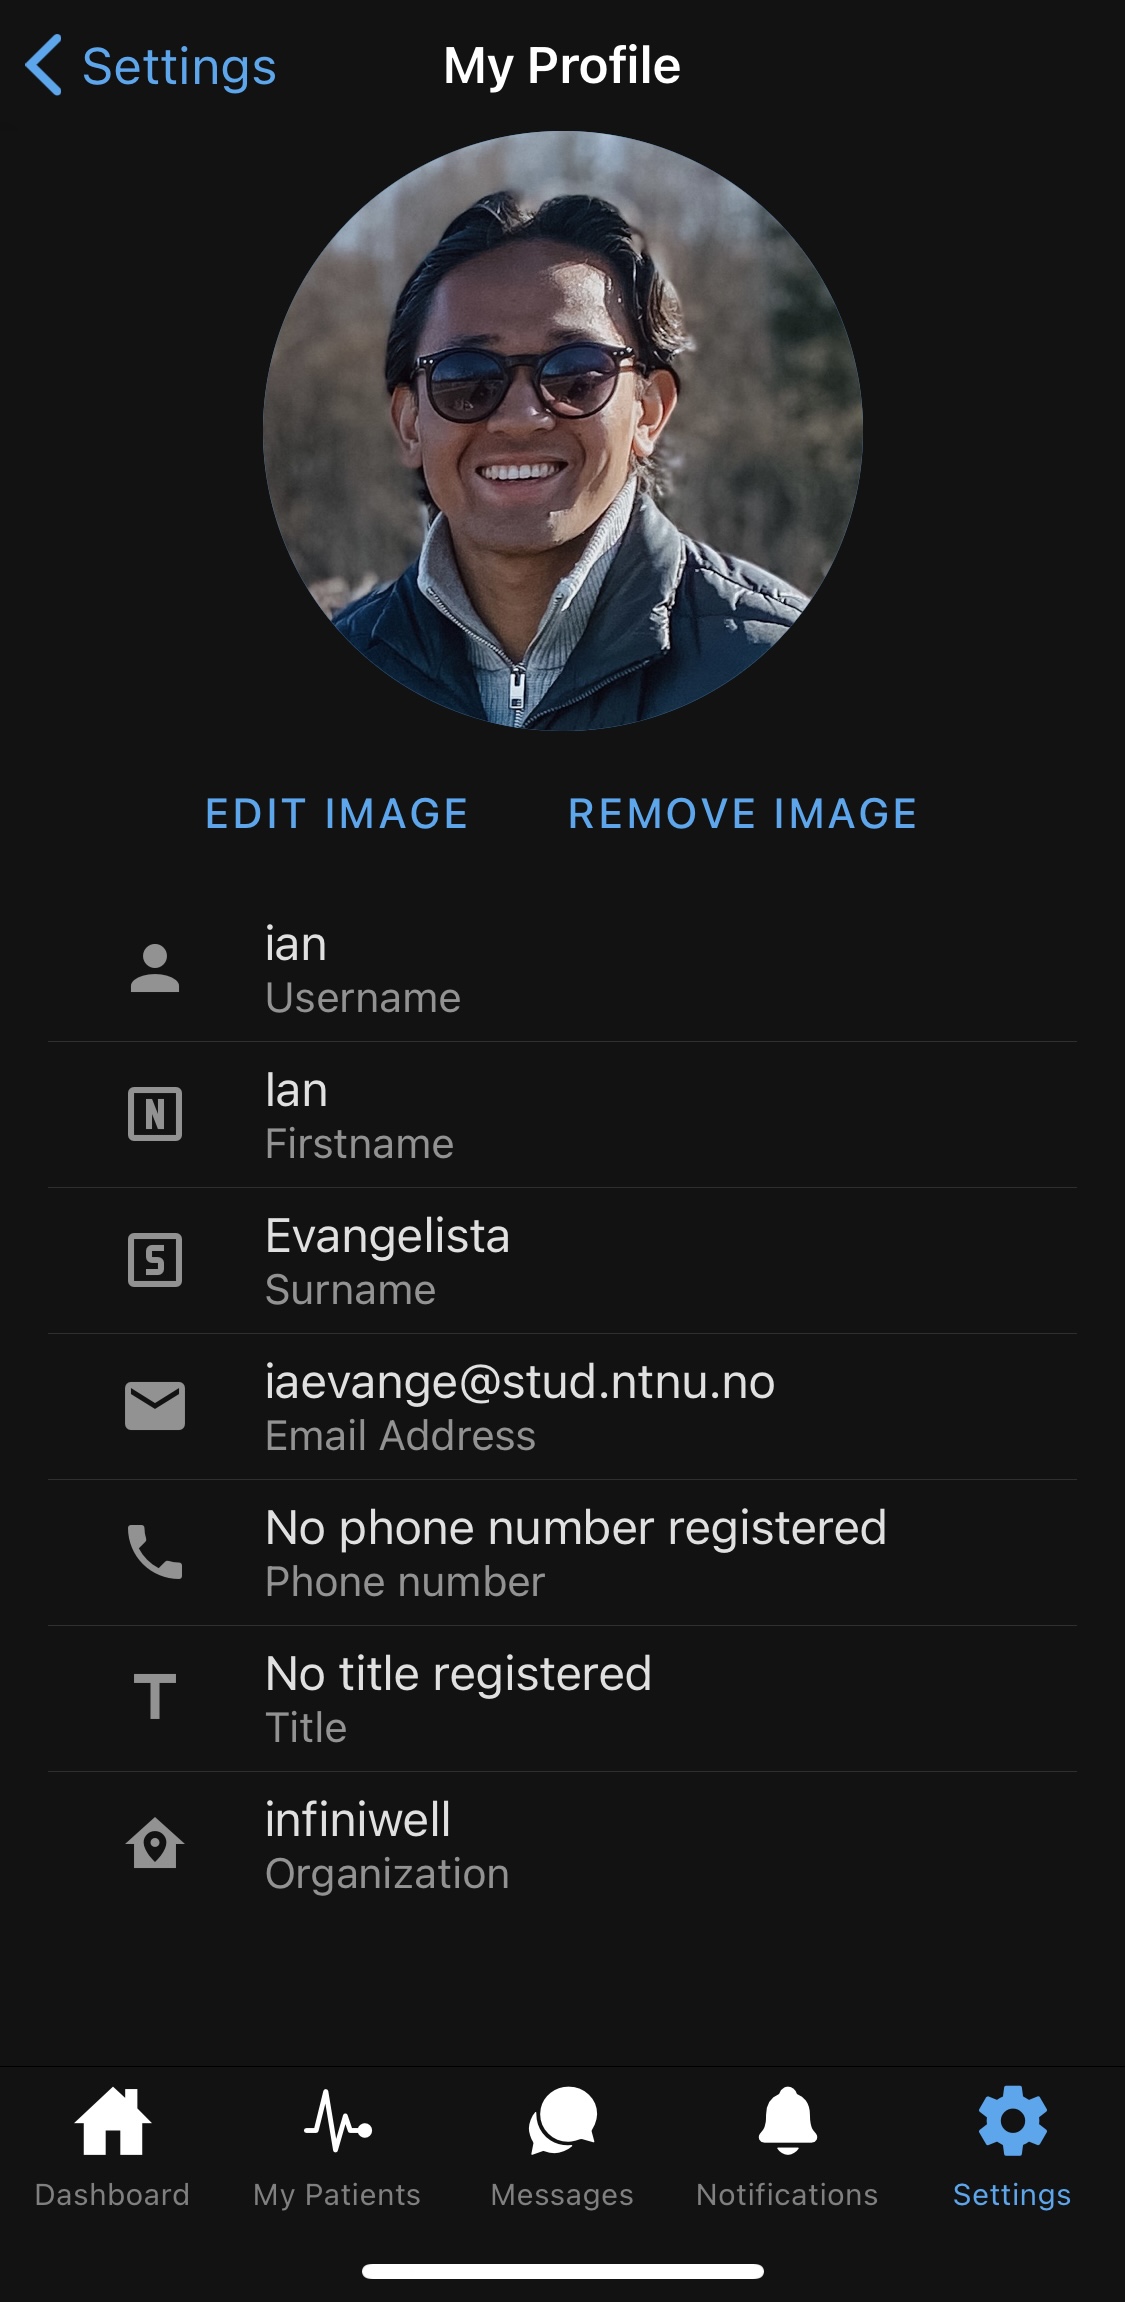 Settings
My Profile
EDIT IMAGE
REMOVE IMAGE
ian
Username
N
Ian
Firstname
S
Evangelista
Surname
iaevange@stud.ntnu.no
Email Address
No phone number registered
Phone number
T
No title registered
Title
infiniwell
Organization
Dashboard
My Patients
Messages
Notifications
Settings